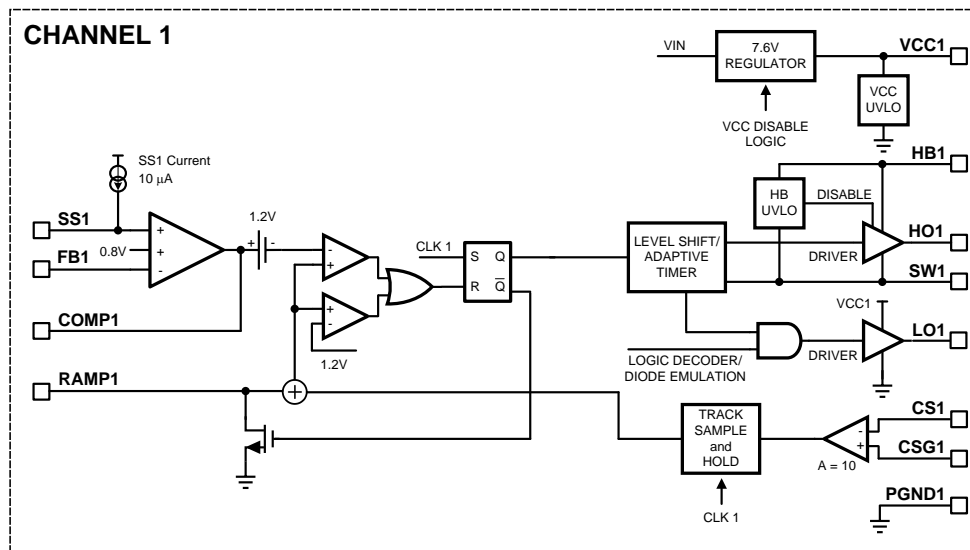 CHANNEL 1
VIN
7.6V
REGULATOR
VCC1
VCC
UVLO
VCC DISABLE
LOGIC
SS1 Current
10 μA
HB1
HB
UVLO
DISABLE
SS1
+
0.8V
+
FB1
-
1.2V
+ -
-
+
+
-
1.2V
CLK 1
S Q
R Q
LEVEL SHIFT/
ADAPTIVE
TIMER
DRIVER
HO1
SW1
COMP1
VCC1
LO1
DRIVER
LOGIC DECODER/
DIODE EMULATION
RAMP1
+
TRACK
SAMPLE
and
HOLD
CLK 1
-
+
A = 10
CS1
CSG1
PGND1